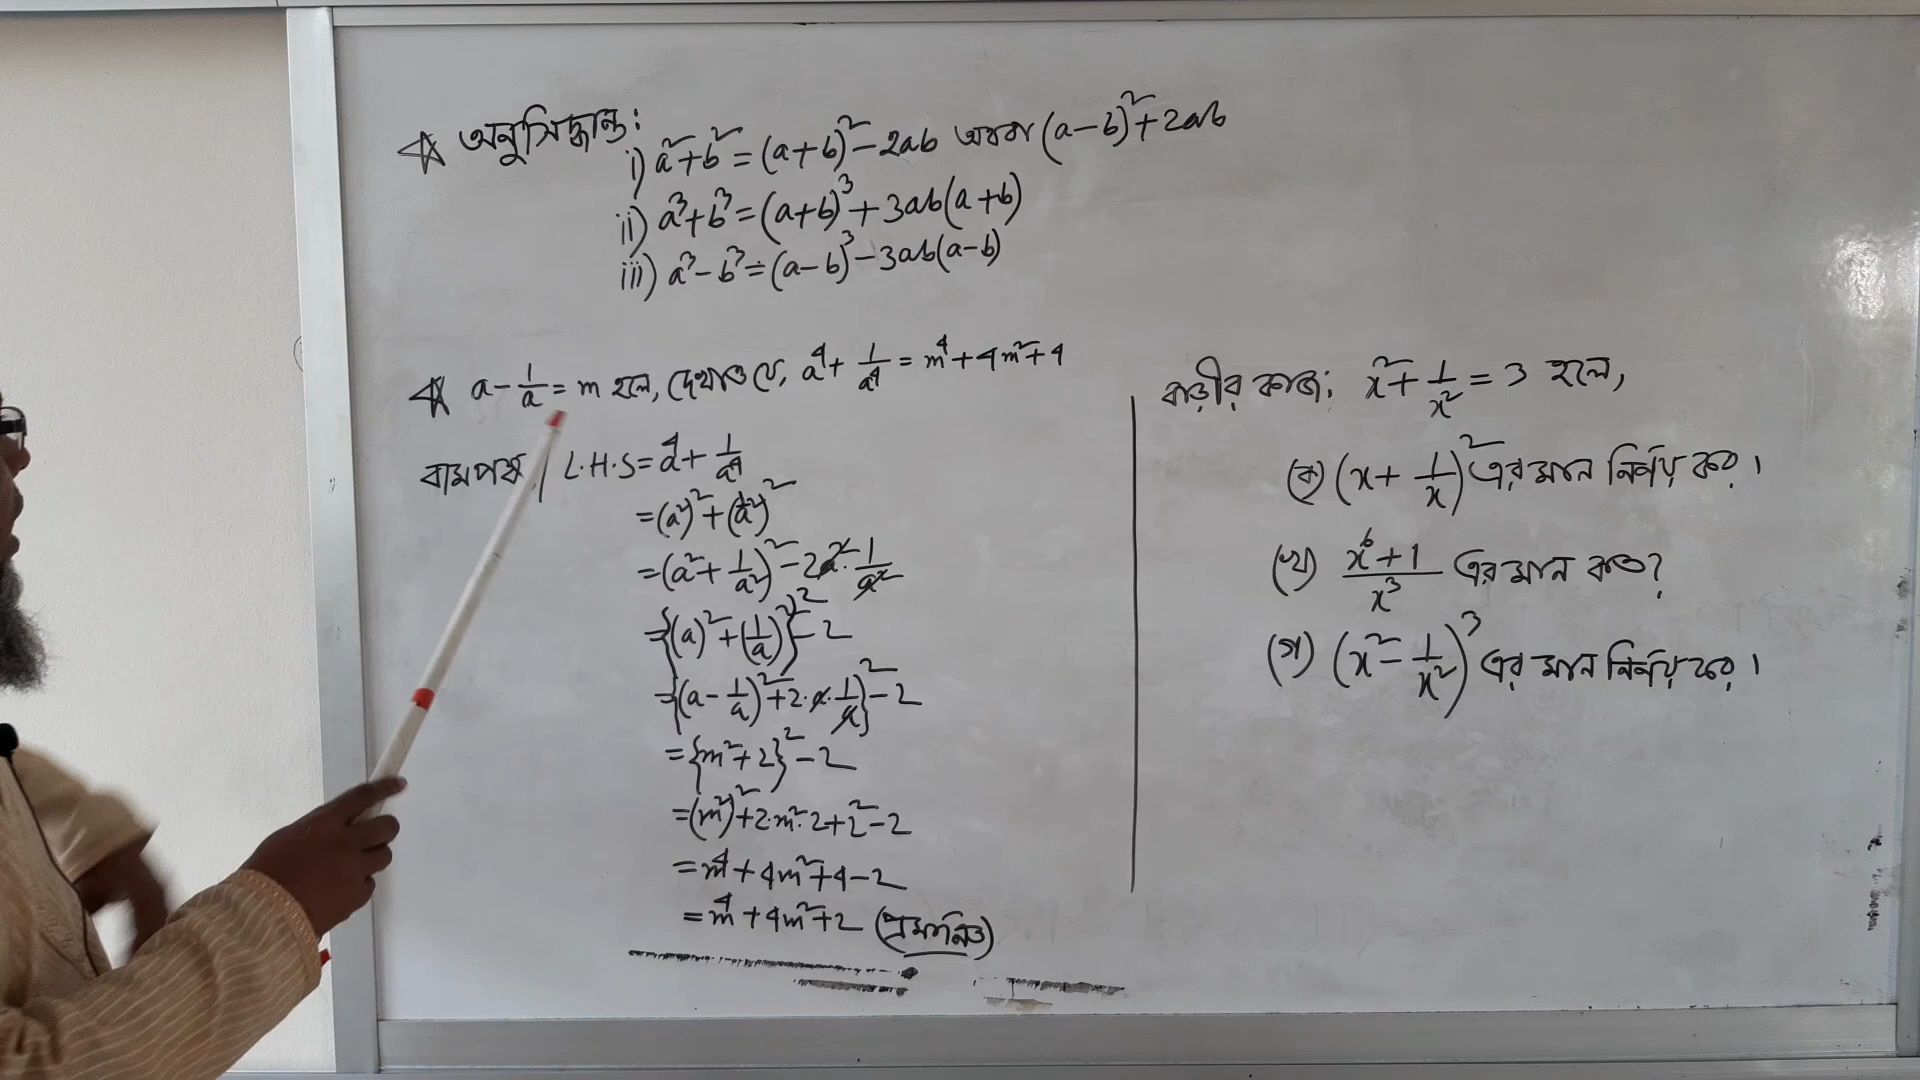 ☆ অনুসিদ্ধান্ত:
i) a²+b² = (a+b)² - 2ab অথবা (a-b)² + 2ab
ii) a³+b³ = (a+b)³ + 3ab(a+b)
iii) a³-b³ = (a-b)³ - 3ab(a-b)
☆ a - 1/a = m হলে, দেখাও যে, a⁴ + 1/a⁴ = m⁴ + 4m² + 4
বামপক্ষ / L.H.S = a⁴ + 1/a⁴
= (a²)² + (1/a²)²
= (a² + 1/a²)² - 2a²·1/a²
= {(a)² + (1/a)²}² - 2
= {(a - 1/a)² + 2·a·1/a}² - 2
= {m² + 2}² - 2
= (m²)² + 2·m²·2 + 2² - 2
= m⁴ + 4m² + 4 - 2
= m⁴ + 4m² + 2 (প্রমাণিত)
বাড়ীর কাজ: x² + 1/x² = 3 হলে,
(ক) (x + 1/x)² এর মান নির্ণয় কর।
(খ) (x⁶+1)/x³ এর মান কত?
(গ) (x² - 1/x²)³ এর মান নির্ণয় কর।